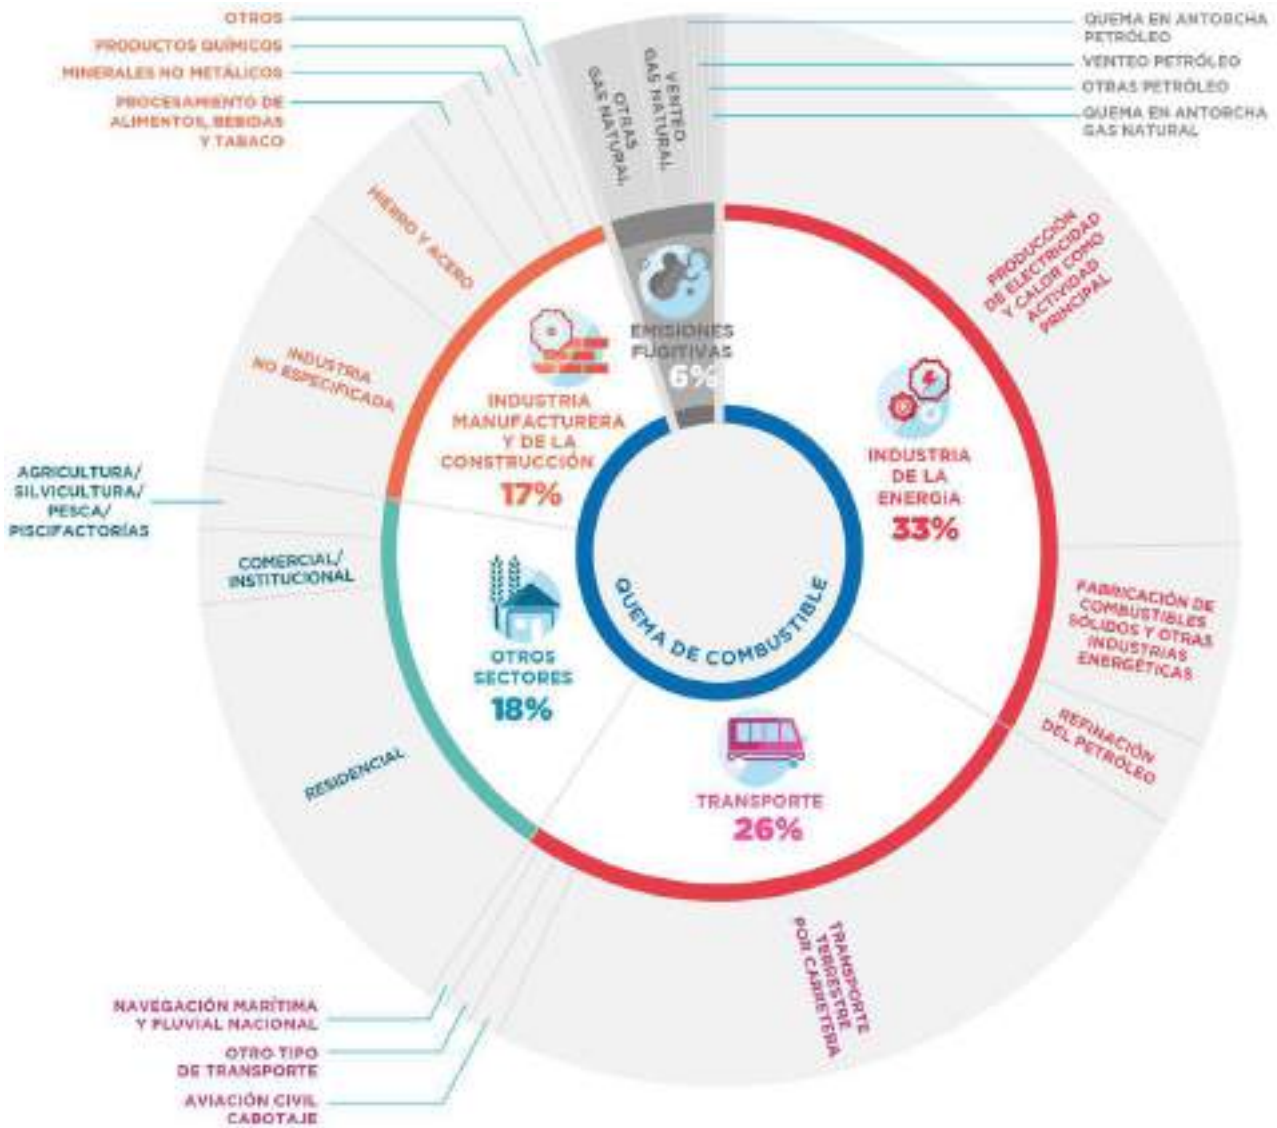 OTROS
PRODUCTOS QUÍMICOS
MINERALES NO METÁLICOS
PROCESAMIENTO DE
ALIMENTOS, BEBIDAS
Y TABACO
HIERRO Y ACERO
INDUSTRIA
NO ESPECIFICADA
AGRICULTURA/
SILVICULTURA/
PESCA/
PISCIFACTORÍAS
COMERCIAL/
INSTITUCIONAL
RESIDENCIAL
NAVEGACIÓN MARÍTIMA
Y FLUVIAL NACIONAL
OTRO TIPO
DE TRANSPORTE
AVIACIÓN CIVIL
CABOTAJE
OTRAS
GAS NATURAL
VENTEO
GAS NATURAL
QUEMA EN ANTORCHA
PETRÓLEO
VENTEO PETRÓLEO
OTRAS PETRÓLEO
QUEMA EN ANTORCHA
GAS NATURAL
PRODUCCIÓN
DE ELECTRICIDAD
Y CALOR COMO
ACTIVIDAD
PRINCIPAL
FABRICACIÓN DE
COMBUSTIBLES
SÓLIDOS Y OTRAS
INDUSTRIAS
ENERGÉTICAS
REFINACIÓN
DEL PETRÓLEO
TRANSPORTE
TERRESTRE
POR CARRETERA
EMISIONES
FUGITIVAS
6%
INDUSTRIA
MANUFACTURERA
Y DE LA
CONSTRUCCIÓN
17%
INDUSTRIA
DE LA
ENERGÍA
33%
OTROS
SECTORES
18%
TRANSPORTE
26%
QUEMA DE COMBUSTIBLE